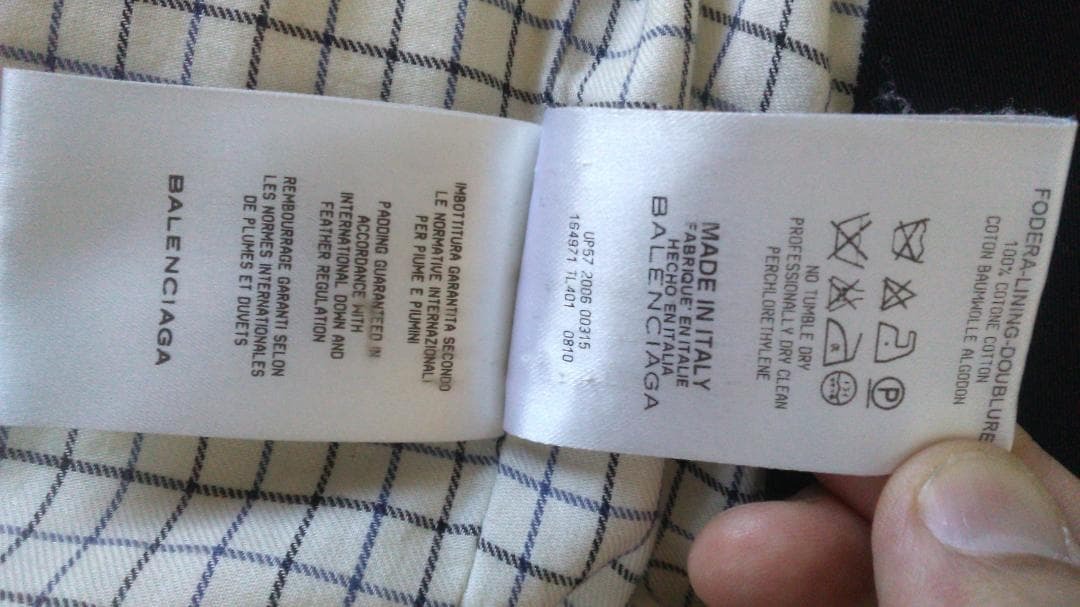 FODERA-LINING-DOUBLURE
100% COTONE COTTON
COTON BAUMWOLLE ALGODON
P
NO TUMBLE DRY
PROFESSIONALLY DRY CLEAN
PERCHLORETHYLENE
MADE IN ITALY
FABRIQUE' EN ITALIE
HECHO EN ITALIA
BALENCIAGA
UP57 2006 00315
164971 TL401 0810
IMBOTTITURA GARANTITA SECONDO
LE NORMATIVE INTERNAZIONALI
PER PIUME E PIUMINI
PADDING GUARANTEED IN
ACCORDANCE WITH
INTERNATIONAL DOWN AND
FEATHER REGULATION
REMBOURRAGE GARANTI SELON
LES NORMES INTERNATIONALES
DE PLUMES ET DUVETS
BALENCIAGA